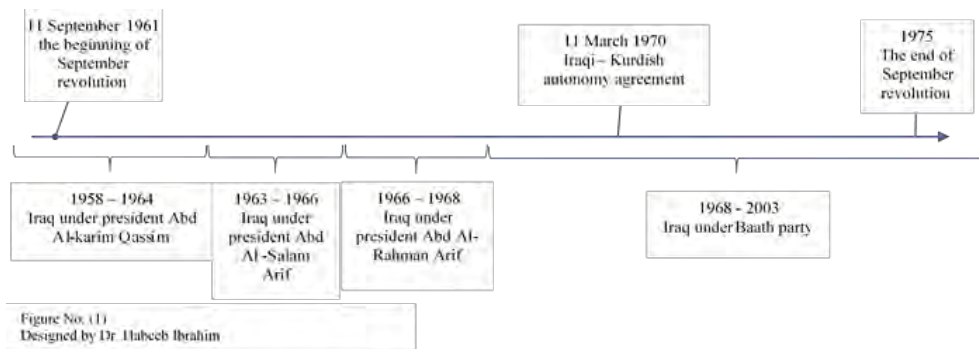 11 September 1961
the beginning of
September
revolution
11 March 1970
Iraqi – Kurdish
autonomy agreement
1975
The end of
September
revolution
1958 – 1964
Iraq under president Abd
Al-karim Qassim
1963 – 1966
Iraq under
president Abd
Al-Salam
Arif
1966 – 1968
Iraq under
president Abd Al-
Rahman Arif
1968 - 2003
Iraq under Baath party
Figure No: (1)
Designed by Dr. Habeeb Ibrahim